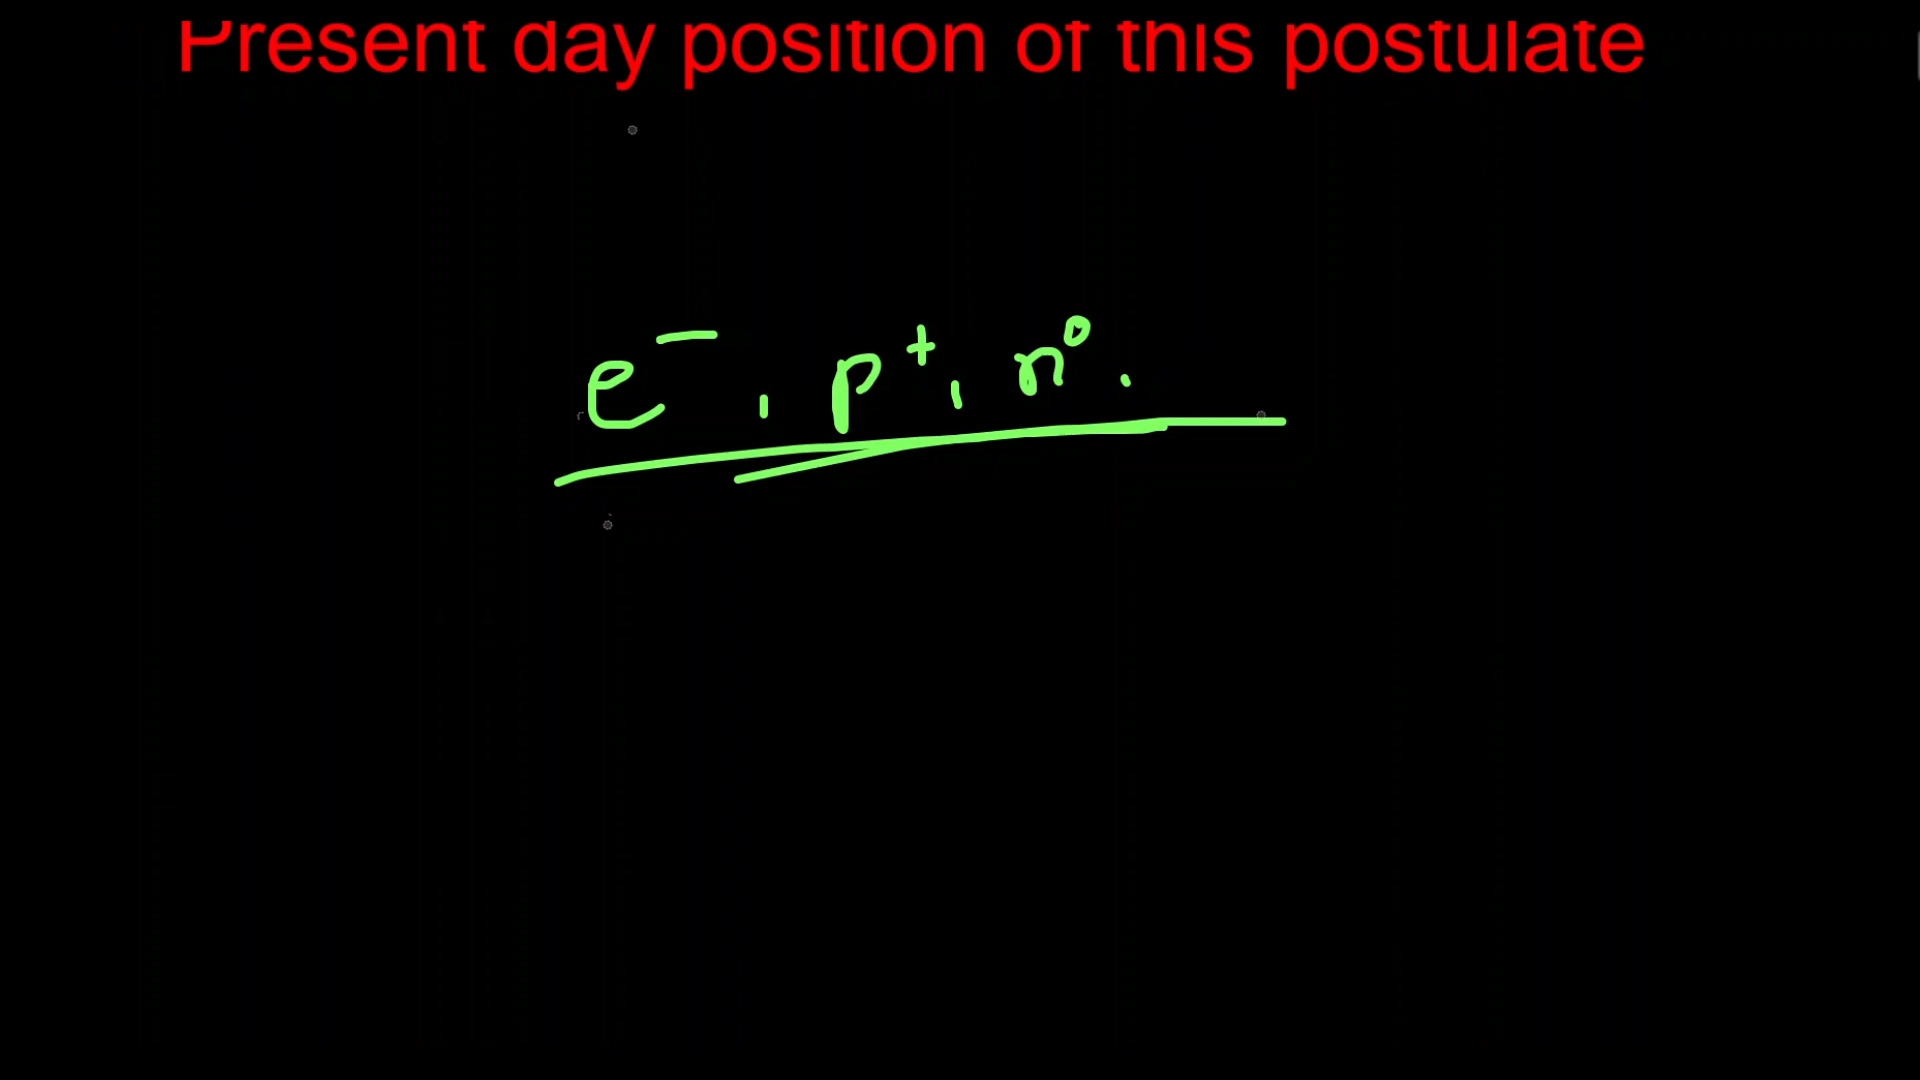 Present day position of this postulate
e⁻, p⁺, n⁰.